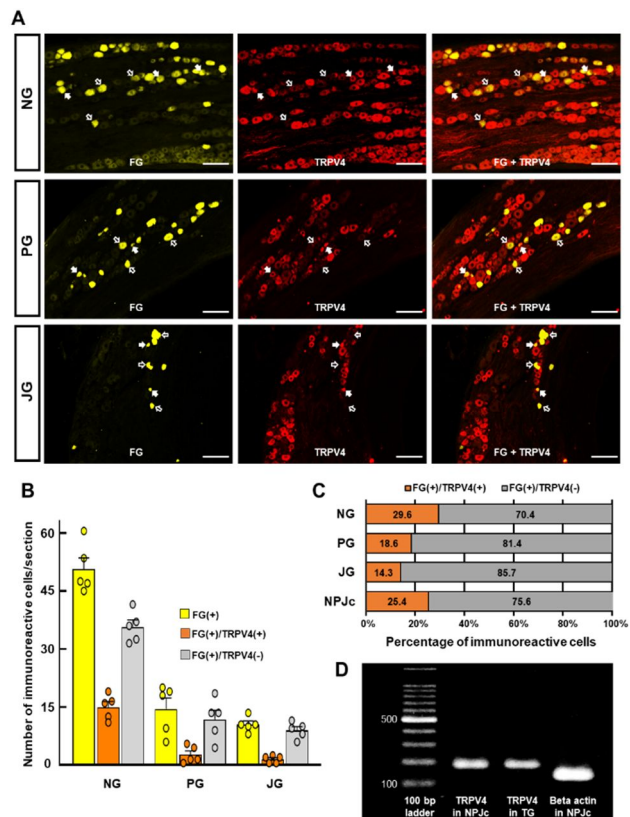 A
NG
FG
TRPV4
FG + TRPV4
PG
FG
TRPV4
FG + TRPV4
JG
FG
TRPV4
FG + TRPV4
B
Number of immunoreactive cells/section
60
45
30
15
0
FG(+)
FG(+)/TRPV4(+)
FG(+)/TRPV4(-)
NG PG JG
C
FG(+)/TRPV4(+) FG(+)/TRPV4(-)
NG 29.6 70.4
PG 18.6 81.4
JG 14.3 85.7
NPJc 25.4 75.6
0% 20% 40% 60% 80% 100%
Percentage of immunoreactive cells
D
500
100
100 bp ladder
TRPV4 in NPJc
TRPV4 in TG
Beta actin in NPJc